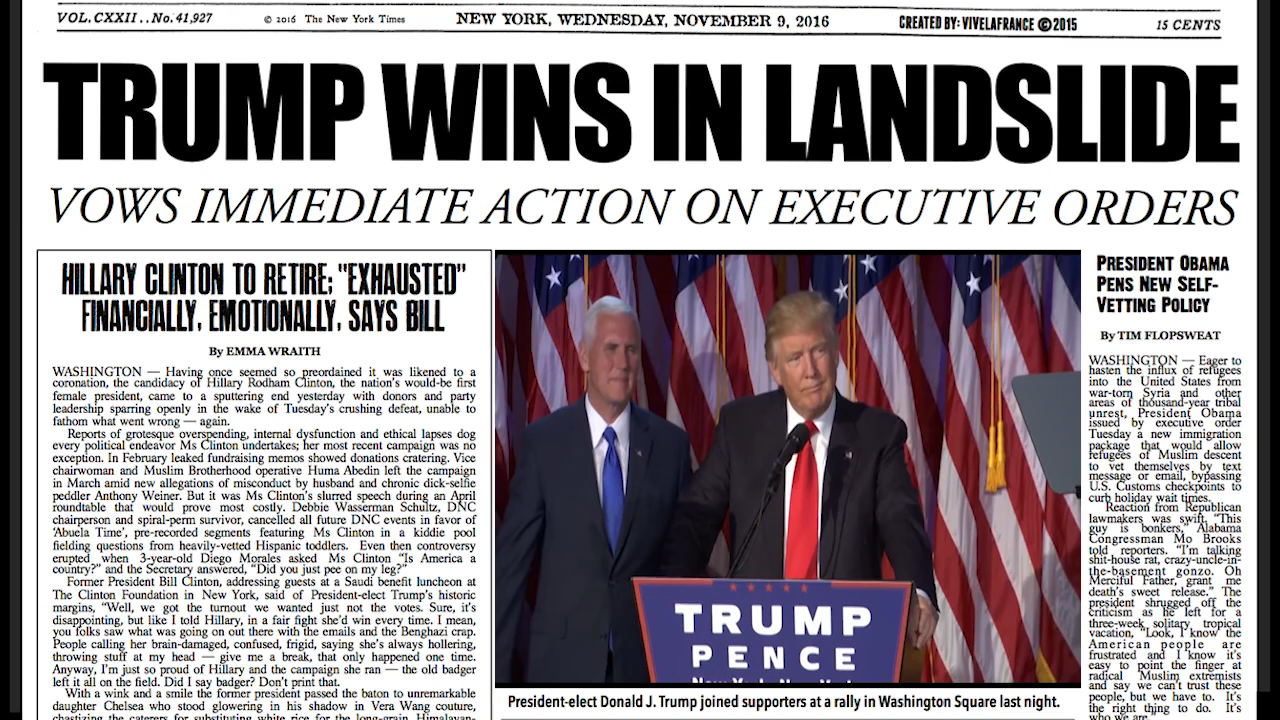 VOL. CXXII . . No. 41,927
© 2016 The New York Times
NEW YORK, WEDNESDAY, NOVEMBER 9, 2016
CREATED BY: VIVELAFRANCE ©2015
15 CENTS
TRUMP WINS IN LANDSLIDE
VOWS IMMEDIATE ACTION ON EXECUTIVE ORDERS
HILLARY CLINTON TO RETIRE; "EXHAUSTED"
FINANCIALLY, EMOTIONALLY, SAYS BILL
By EMMA WRAITH
WASHINGTON — Having once seemed so preordained it was likened to a
coronation, the candidacy of Hillary Rodham Clinton, the nation's would-be first
female president, came to a sputtering end yesterday with donors and party
leadership sparring openly in the wake of Tuesday's crushing defeat, unable to
fathom what went wrong — again.
Reports of grotesque overspending, internal dysfunction and ethical lapses dog
every political endeavor Ms Clinton undertakes; her most recent campaign was no
exception. In February leaked fundraising memos showed donations cratering. Vice
chairwoman and Muslim Brotherhood operative Huma Abedin left the campaign
in March amid new allegations of misconduct by husband and chronic dick-selfie
peddler Anthony Weiner. But it was Ms Clinton's slurred speech during an April
roundtable that would prove most costly. Debbie Wasserman Schultz, DNC
chairperson and spiral-perm survivor, cancelled all future DNC events in favor of
'Abuela Time', pre-recorded segments featuring Ms Clinton in a kiddie pool
fielding questions from heavily-vetted Hispanic toddlers. Even then controversy
erupted when 3-year-old Diego Morales asked Ms Clinton "Is America a
country?" and the Secretary answered, "Did you just pee on my leg?"
Former President Bill Clinton, addressing guests at a Saudi benefit luncheon at
The Clinton Foundation in New York, said of President-elect Trump's historic
margins, "Well, we got the turnout we wanted just not the votes. Sure, it's
disappointing, but like I told Hillary, in a fair fight she'd win every time. I mean,
you folks saw what was going on out there with the emails and the Benghazi crap.
People calling her brain-damaged, confused, frigid, saying she's always hollering,
throwing stuff at my head — give me a break, that only happened one time.
Anyway, I'm just so proud of Hillary and the campaign she ran — the old badger
left it all on the field. Did I say badger? Don't print that.
With a wink and a smile the former president passed the baton to unremarkable
daughter Chelsea who stood glowering in his shadow in Vera Wang couture,
chastizing the caterers for substituting white rice for the long-grain, Himalayan-
TRUMP
PENCE
New York, New York
President-elect Donald J. Trump joined supporters at a rally in Washington Square last night.
PRESIDENT OBAMA
PENS NEW SELF-
VETTING POLICY
By TIM FLOPSWEAT
WASHINGTON — Eager to
hasten the influx of refugees
into the United States from
war-torn Syria and other
areas of thousand-year tribal
unrest, President Obama
issued by executive order
Tuesday a new immigration
package that would allow
refugees of Muslim descent
to vet themselves by text
message or email, bypassing
U.S. Customs checkpoints to
curb holiday wait times.
Reaction from Republican
lawmakers was swift. "This
guy is bonkers," Alabama
Congressman Mo Brooks
told reporters. "I'm talking
shit-house rat, crazy-uncle-in-
the-basement gonzo. Oh
Merciful Father, grant me
death's sweet release." The
president shrugged off the
criticism as he left for a
three-week solitary, tropical
vacation, "Look, I know the
American people are
frustrated and I know it's
easy to point the finger at
radical Muslim extremists
and say we can't trust these
people, but we have to. It's
the right thing to do. It's
who we are."